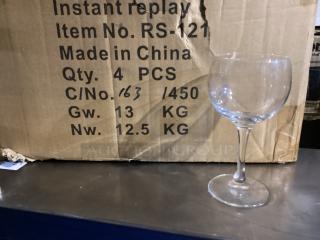 Instant replay
Item No. RS-121
Made in China
Qty. 4 PCS
C/No. 163 /450
Gw. 13 KG
Nw. 12.5 KG